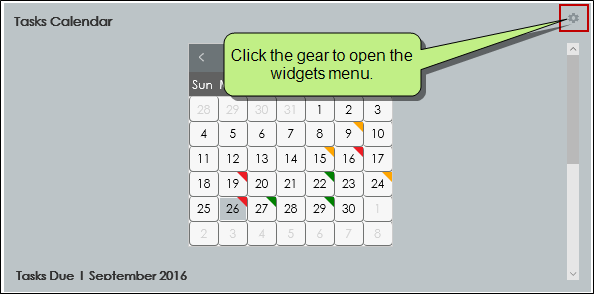 Tasks Calendar
Click the gear to open the
widgets menu.
Sun
28 29 30 31 1 2 3
4 5 6 7 8 9 10
11 12 13 14 15 16 17
18 19 20 21 22 23 24
25 26 27 28 29 30 1
2 3 4 5 6 7 8
Tasks Due | September 2016